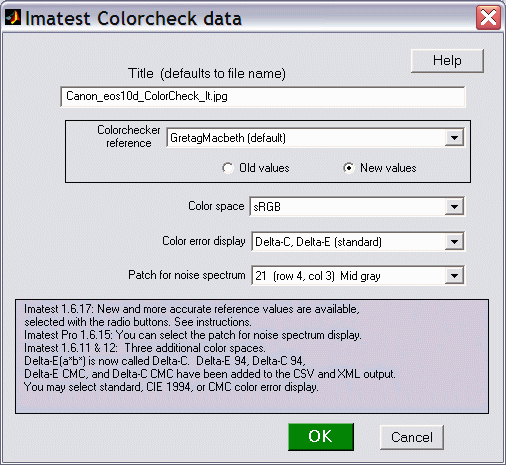 Imatest Colorcheck data
Help
Title (defaults to file name)
Canon_eos10d_ColorCheck_lt.jpg
Colorchecker
reference
GretagMacbeth (default)
Old values
New values
Color space
sRGB
Color error display
Delta-C, Delta-E (standard)
Patch for noise spectrum
21 (row 4, col 3) Mid gray
Imatest 1.6.17: New and more accurate reference values are available,
selected with the radio buttons. See instructions.
Imatest Pro 1.6.15: You can select the patch for noise spectrum display.
Imatest 1.6.11 & 12: Three additional color spaces.
Delta-E(a*b*) is now called Delta-C. Delta-E 94, Delta-C 94,
Delta-E CMC, and Delta-C CMC have been added to the CSV and XML output.
You may select standard, CIE 1994, or CMC color error display.
OK
Cancel